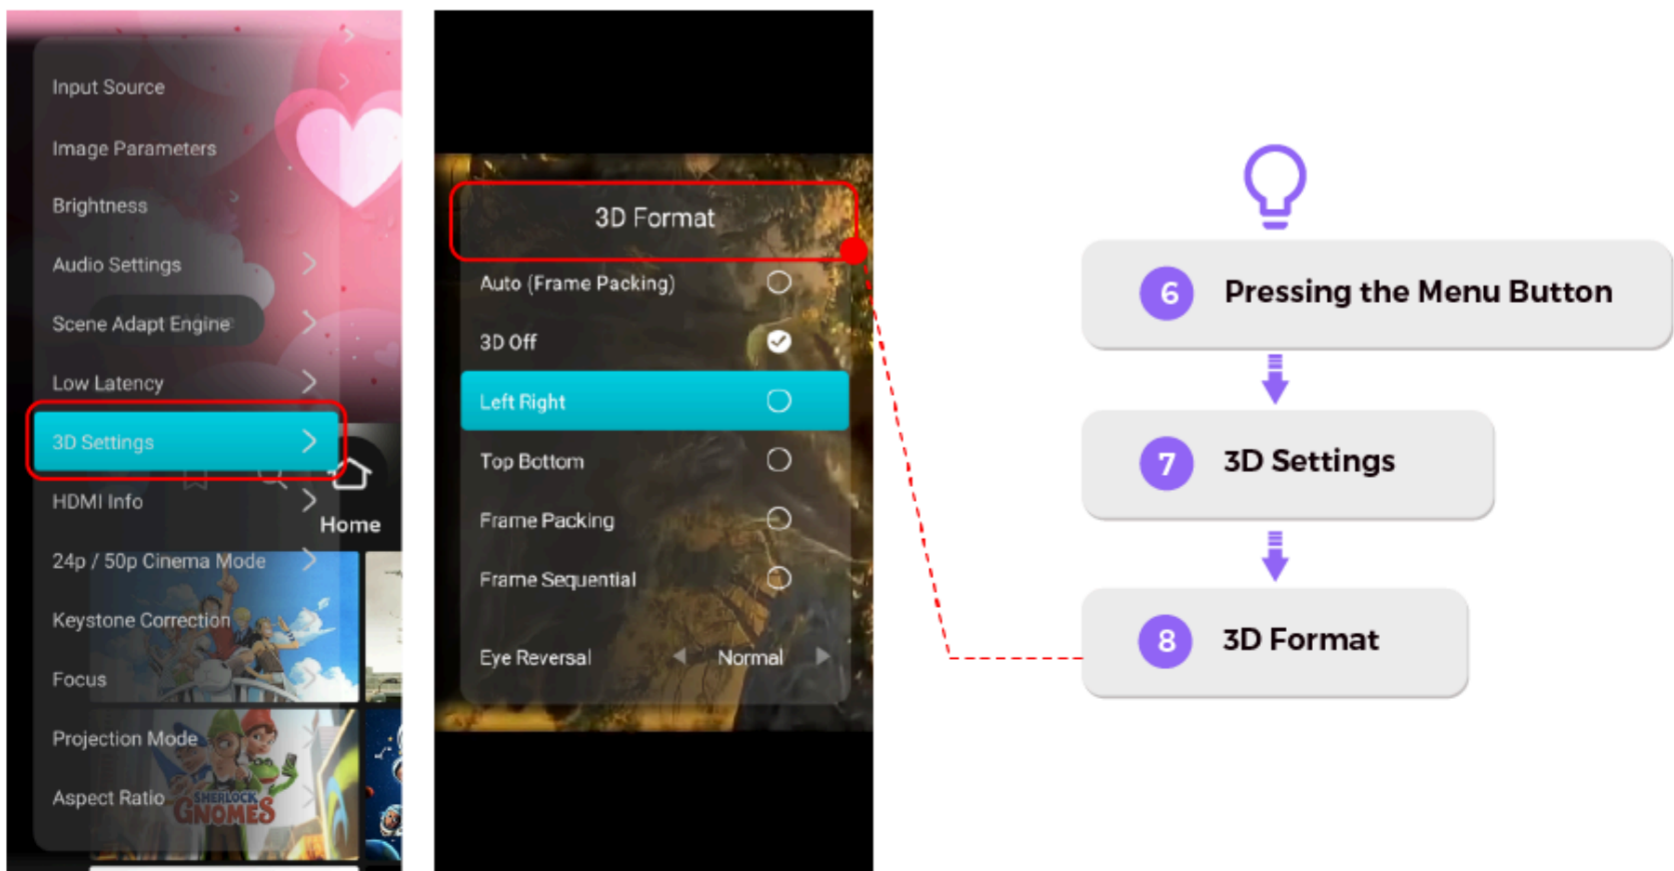 Input Source
Image Parameters
Brightness
Audio Settings
Scene Adapt Engine
Low Latency
3D Settings
HDMI Info
Home
24p / 50p Cinema Mode
Keystone Correction
Focus
Projection Mode
Aspect Ratio
SHERLOCK
GNOMES
3D Format
Auto (Frame Packing)
3D Off
Left Right
Top Bottom
Frame Packing
Frame Sequential
Eye Reversal Normal
6 Pressing the Menu Button
7 3D Settings
8 3D Format